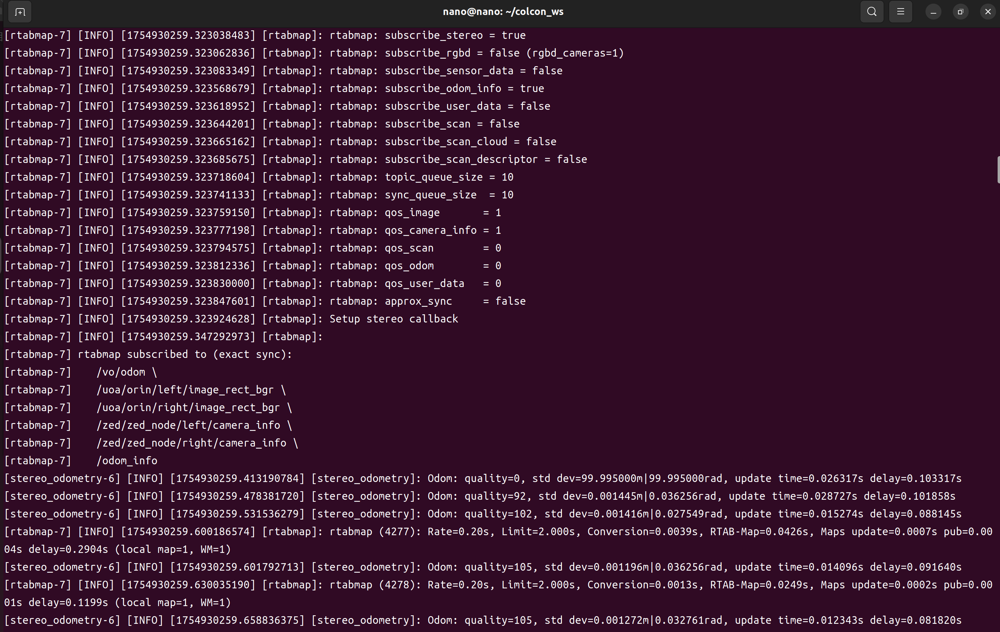 nano@nano: ~/colcon_ws
[rtabmap-7] [INFO] [1754930259.323038483] [rtabmap]: rtabmap: subscribe_stereo = true
[rtabmap-7] [INFO] [1754930259.323062836] [rtabmap]: rtabmap: subscribe_rgbd = false (rgbd_cameras=1)
[rtabmap-7] [INFO] [1754930259.323083349] [rtabmap]: rtabmap: subscribe_sensor_data = false
[rtabmap-7] [INFO] [1754930259.323568679] [rtabmap]: rtabmap: subscribe_odom_info = true
[rtabmap-7] [INFO] [1754930259.323618952] [rtabmap]: rtabmap: subscribe_user_data = false
[rtabmap-7] [INFO] [1754930259.323644201] [rtabmap]: rtabmap: subscribe_scan = false
[rtabmap-7] [INFO] [1754930259.323665162] [rtabmap]: rtabmap: subscribe_scan_cloud = false
[rtabmap-7] [INFO] [1754930259.323685675] [rtabmap]: rtabmap: subscribe_scan_descriptor = false
[rtabmap-7] [INFO] [1754930259.323718604] [rtabmap]: rtabmap: topic_queue_size = 10
[rtabmap-7] [INFO] [1754930259.323741133] [rtabmap]: rtabmap: sync_queue_size  = 10
[rtabmap-7] [INFO] [1754930259.323759150] [rtabmap]: rtabmap: qos_image       = 1
[rtabmap-7] [INFO] [1754930259.323777198] [rtabmap]: rtabmap: qos_camera_info = 1
[rtabmap-7] [INFO] [1754930259.323794575] [rtabmap]: rtabmap: qos_scan        = 0
[rtabmap-7] [INFO] [1754930259.323812336] [rtabmap]: rtabmap: qos_odom        = 0
[rtabmap-7] [INFO] [1754930259.323830000] [rtabmap]: rtabmap: qos_user_data   = 0
[rtabmap-7] [INFO] [1754930259.323847601] [rtabmap]: rtabmap: approx_sync     = false
[rtabmap-7] [INFO] [1754930259.323924628] [rtabmap]: Setup stereo callback
[rtabmap-7] [INFO] [1754930259.347292973] [rtabmap]:
[rtabmap-7] rtabmap subscribed to (exact sync):
[rtabmap-7]    /vo/odom \
[rtabmap-7]    /uoa/orin/left/image_rect_bgr \
[rtabmap-7]    /uoa/orin/right/image_rect_bgr \
[rtabmap-7]    /zed/zed_node/left/camera_info \
[rtabmap-7]    /zed/zed_node/right/camera_info \
[rtabmap-7]    /odom_info
[stereo_odometry-6] [INFO] [1754930259.413190784] [stereo_odometry]: Odom: quality=0, std dev=99.995000m|99.995000rad, update time=0.026317s delay=0.103317s
[stereo_odometry-6] [INFO] [1754930259.478381720] [stereo_odometry]: Odom: quality=92, std dev=0.001445m|0.036256rad, update time=0.028727s delay=0.101858s
[stereo_odometry-6] [INFO] [1754930259.531536279] [stereo_odometry]: Odom: quality=102, std dev=0.001416m|0.027549rad, update time=0.015274s delay=0.088145s
[rtabmap-7] [INFO] [1754930259.600186574] [rtabmap]: rtabmap (4277): Rate=0.20s, Limit=2.000s, Conversion=0.0039s, RTAB-Map=0.0426s, Maps update=0.0007s pub=0.00
04s delay=0.2904s (local map=1, WM=1)
[stereo_odometry-6] [INFO] [1754930259.601792713] [stereo_odometry]: Odom: quality=105, std dev=0.001196m|0.036256rad, update time=0.014096s delay=0.091640s
[rtabmap-7] [INFO] [1754930259.630035190] [rtabmap]: rtabmap (4278): Rate=0.20s, Limit=2.000s, Conversion=0.0013s, RTAB-Map=0.0249s, Maps update=0.0002s pub=0.00
01s delay=0.1199s (local map=1, WM=1)
[stereo_odometry-6] [INFO] [1754930259.658836375] [stereo_odometry]: Odom: quality=105, std dev=0.001272m|0.032761rad, update time=0.012343s delay=0.081820s